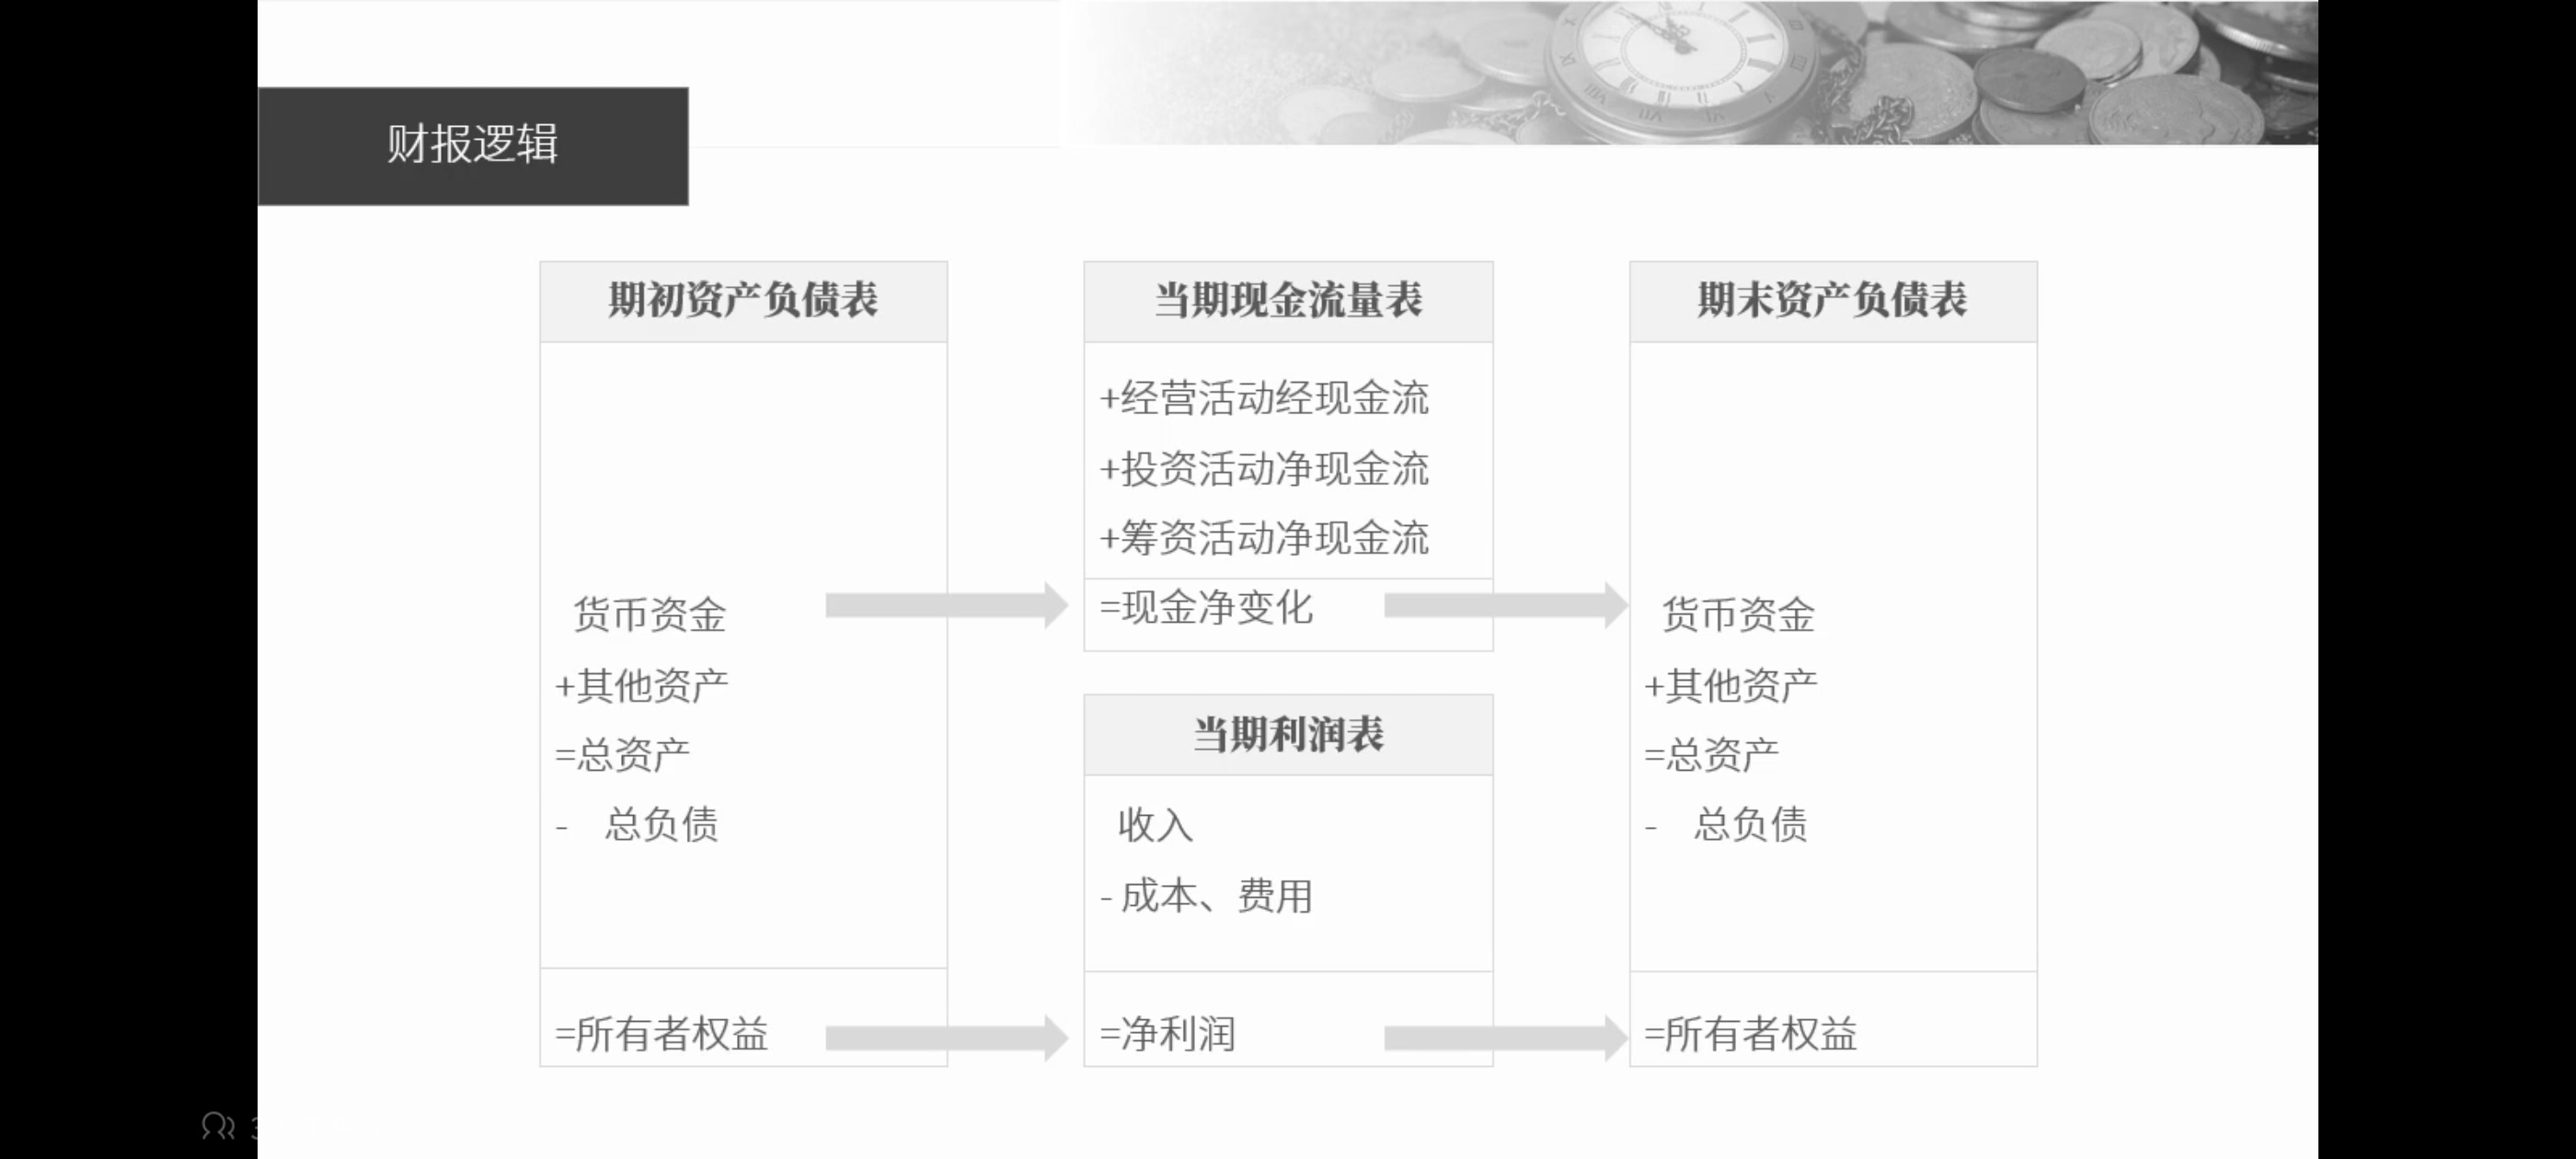 财报逻辑
期初资产负债表
货币资金
+其他资产
=总资产
- 总负债
=所有者权益
当期现金流量表
+经营活动经现金流
+投资活动净现金流
+筹资活动净现金流
=现金净变化
当期利润表
收入
- 成本、费用
=净利润
期末资产负债表
货币资金
+其他资产
=总资产
- 总负债
=所有者权益